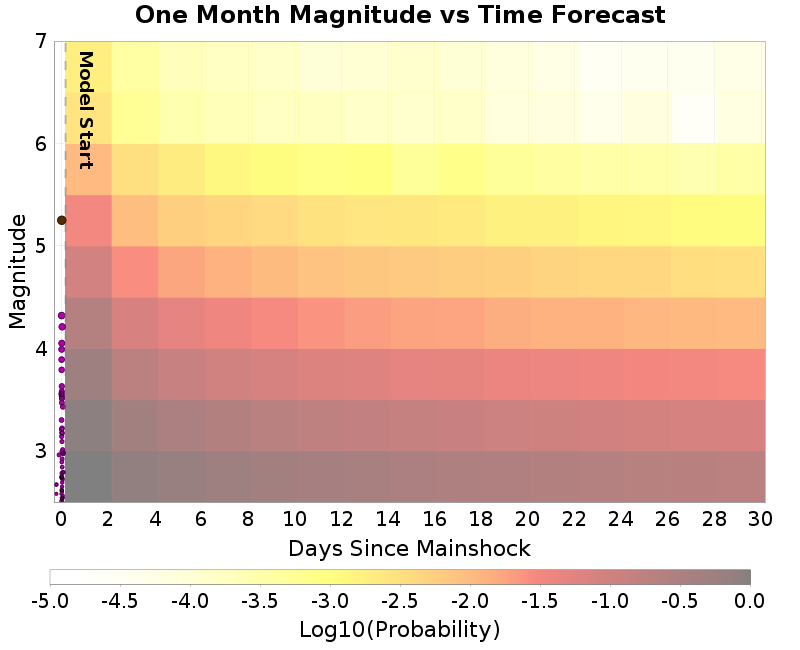 One Month Magnitude vs Time Forecast
7
6
5
4
3
Magnitude
Model Start
0 2 4 6 8 10 12 14 16 18 20 22 24 26 28 30
Days Since Mainshock
-5.0 -4.5 -4.0 -3.5 -3.0 -2.5 -2.0 -1.5 -1.0 -0.5 0.0
Log10(Probability)